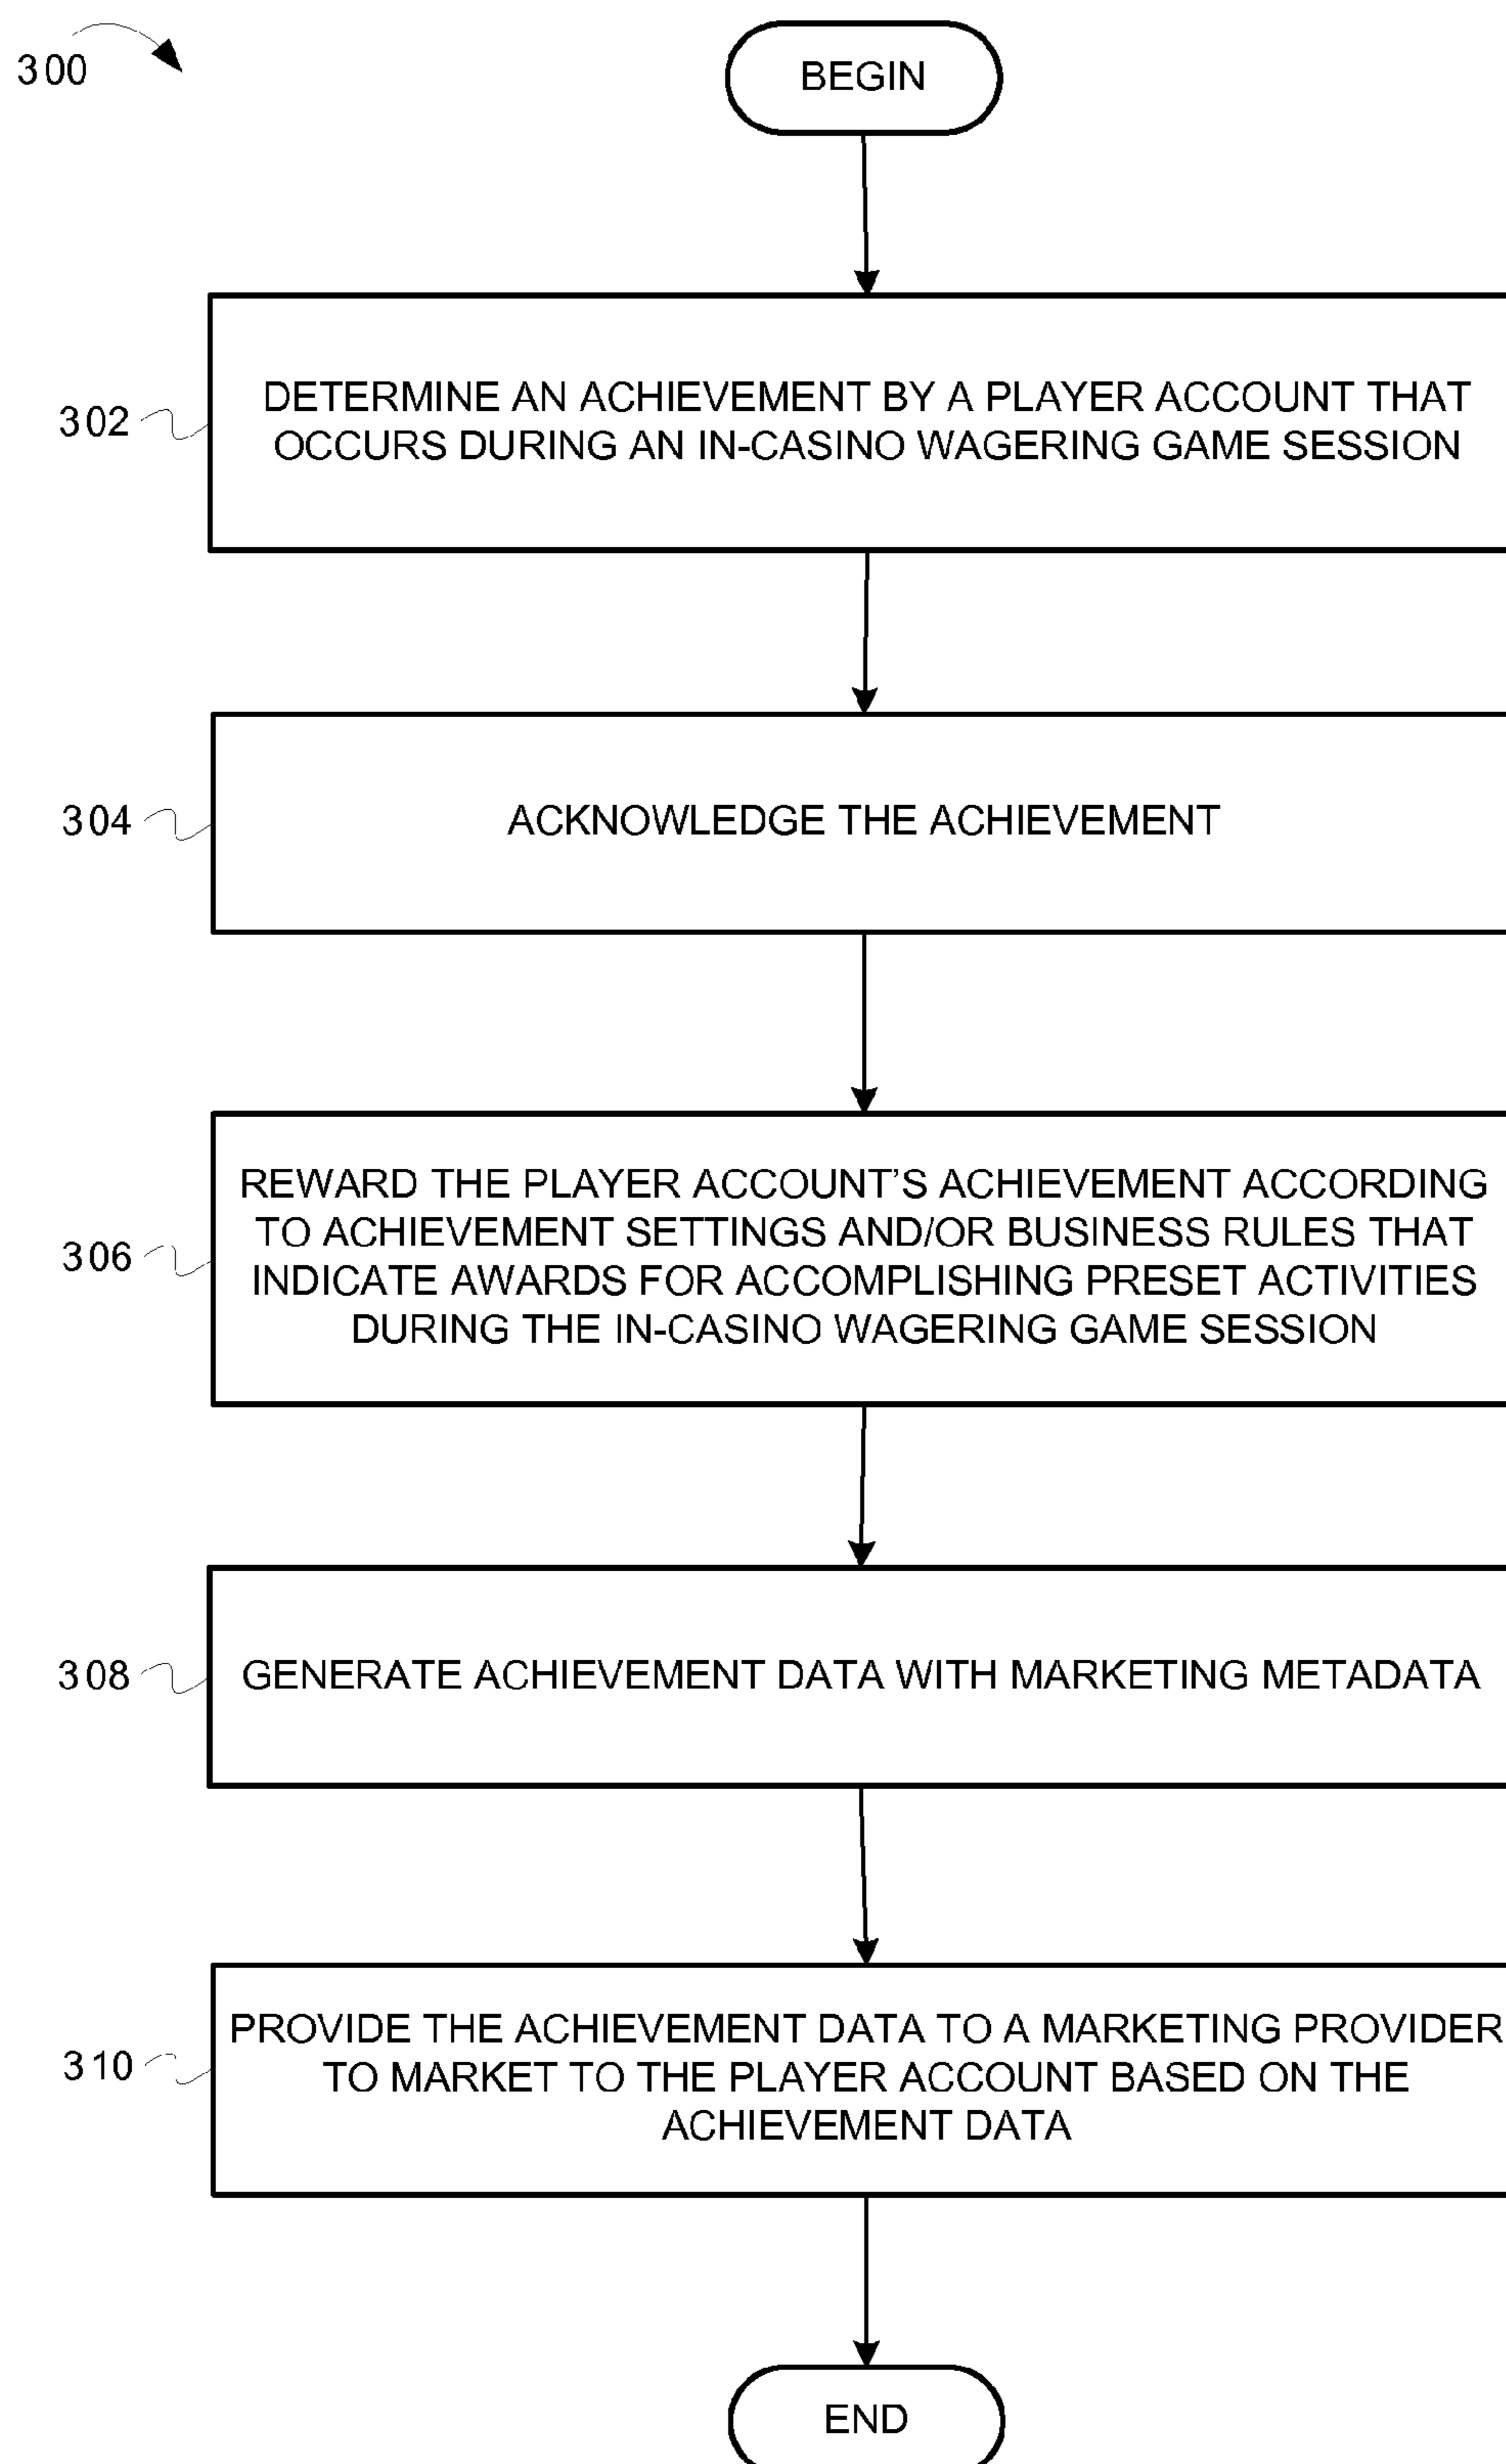 300
BEGIN
302
DETERMINE AN ACHIEVEMENT BY A PLAYER ACCOUNT THAT
OCCURS DURING AN IN-CASINO WAGERING GAME SESSION
304
ACKNOWLEDGE THE ACHIEVEMENT
306
REWARD THE PLAYER ACCOUNT'S ACHIEVEMENT ACCORDING
TO ACHIEVEMENT SETTINGS AND/OR BUSINESS RULES THAT
INDICATE AWARDS FOR ACCOMPLISHING PRESET ACTIVITIES
DURING THE IN-CASINO WAGERING GAME SESSION
308
GENERATE ACHIEVEMENT DATA WITH MARKETING METADATA
310
PROVIDE THE ACHIEVEMENT DATA TO A MARKETING PROVIDER
TO MARKET TO THE PLAYER ACCOUNT BASED ON THE
ACHIEVEMENT DATA
END